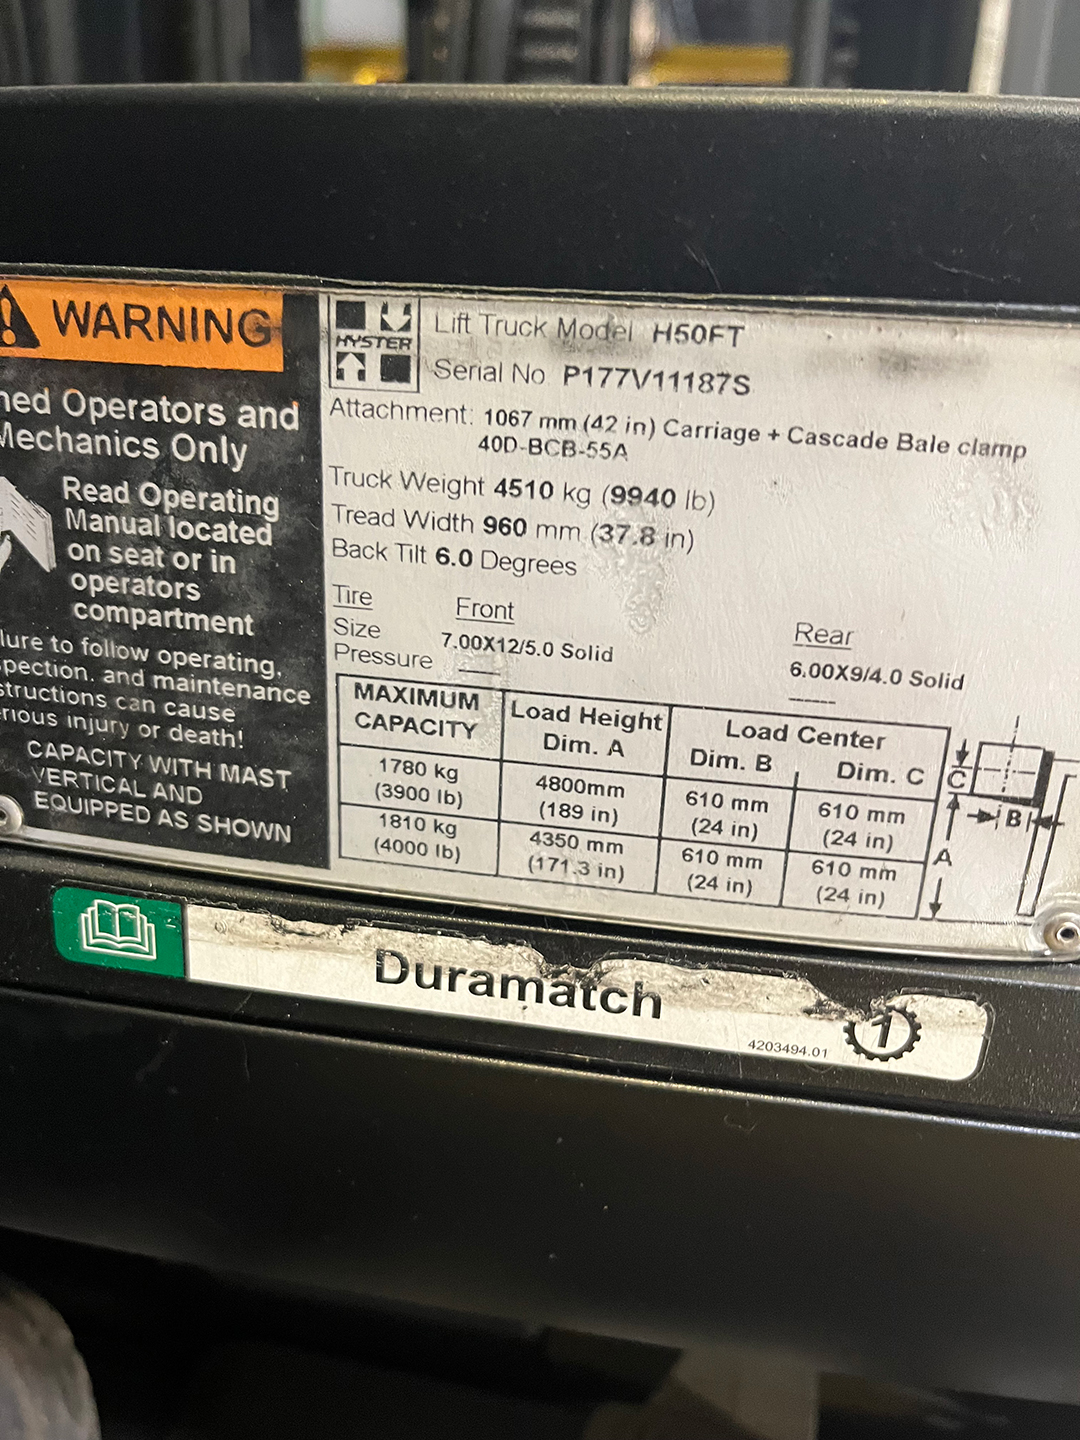 WARNING
ned Operators and
Mechanics Only
Read Operating
Manual located
on seat or in
operators
compartment
lure to follow operating,
pection, and maintenance
structions can cause
rious injury or death!
CAPACITY WITH MAST
VERTICAL AND
EQUIPPED AS SHOWN
HYSTER
Lift Truck Model H50FT
Serial No P177V11187S
Attachment: 1067 mm (42 in) Carriage + Cascade Bale clamp
40D-BCB-55A
Truck Weight 4510 kg (9940 lb)
Tread Width 960 mm (37.8 in)
Back Tilt 6.0 Degrees
Tire Front Rear
Size 7.00X12/5.0 Solid 6.00X9/4.0 Solid
Pressure
MAXIMUM CAPACITY
Load Height Dim. A
Load Center
Dim. B Dim. C
1780 kg 4800mm 610 mm 610 mm
(3900 lb) (189 in) (24 in) (24 in)
1810 kg 4350 mm 610 mm 610 mm
(4000 lb) (171.3 in) (24 in) (24 in)
C
B
A
Duramatch
4203494.01
1